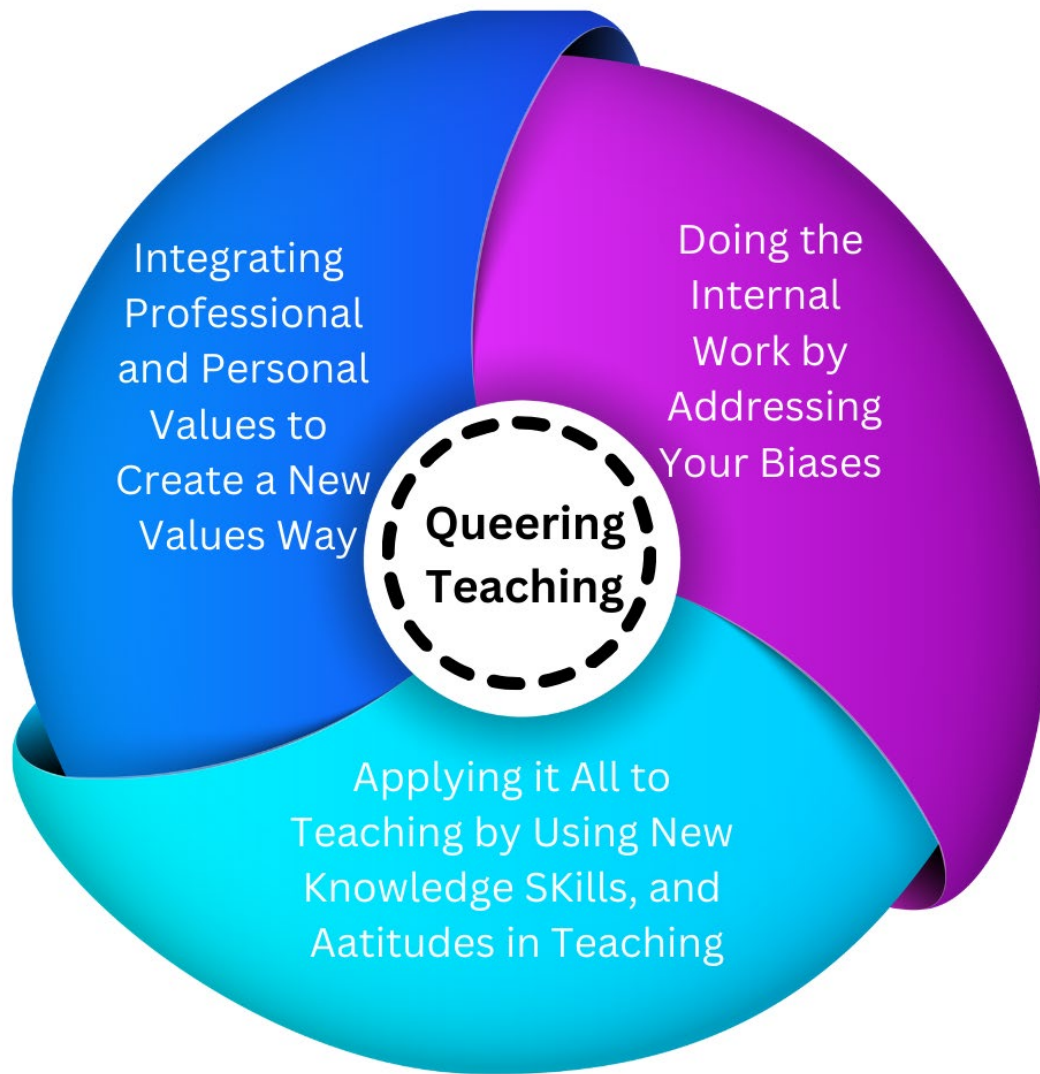 Integrating
Professional
and Personal
Values to
Create a New
Values Way
Doing the
Internal
Work by
Addressing
Your Biases
Queering
Teaching
Applying it All to
Teaching by Using New
Knowledge SKills, and
Aatitudes in Teaching